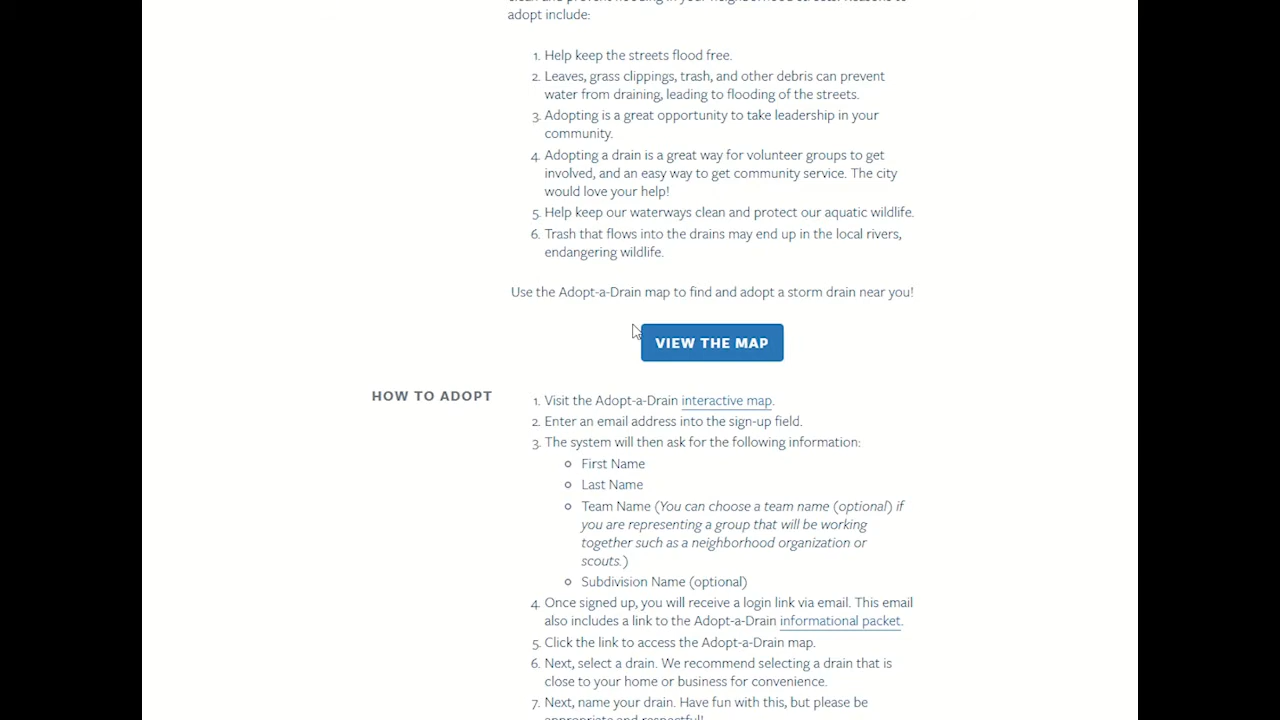 adopt include:
1. Help keep the streets flood free.
2. Leaves, grass clippings, trash, and other debris can prevent
water from draining, leading to flooding of the streets.
3. Adopting is a great opportunity to take leadership in your
community.
4. Adopting a drain is a great way for volunteer groups to get
involved, and an easy way to get community service. The city
would love your help!
5. Help keep our waterways clean and protect our aquatic wildlife.
6. Trash that flows into the drains may end up in the local rivers,
endangering wildlife.
Use the Adopt-a-Drain map to find and adopt a storm drain near you!
VIEW THE MAP
HOW TO ADOPT
1. Visit the Adopt-a-Drain interactive map.
2. Enter an email address into the sign-up field.
3. The system will then ask for the following information:
First Name
Last Name
Team Name (You can choose a team name (optional) if
you are representing a group that will be working
together such as a neighborhood organization or
scouts.)
Subdivision Name (optional)
4. Once signed up, you will receive a login link via email. This email
also includes a link to the Adopt-a-Drain informational packet.
5. Click the link to access the Adopt-a-Drain map.
6. Next, select a drain. We recommend selecting a drain that is
close to your home or business for convenience.
7. Next, name your drain. Have fun with this, but please be
appropriate and respectful!